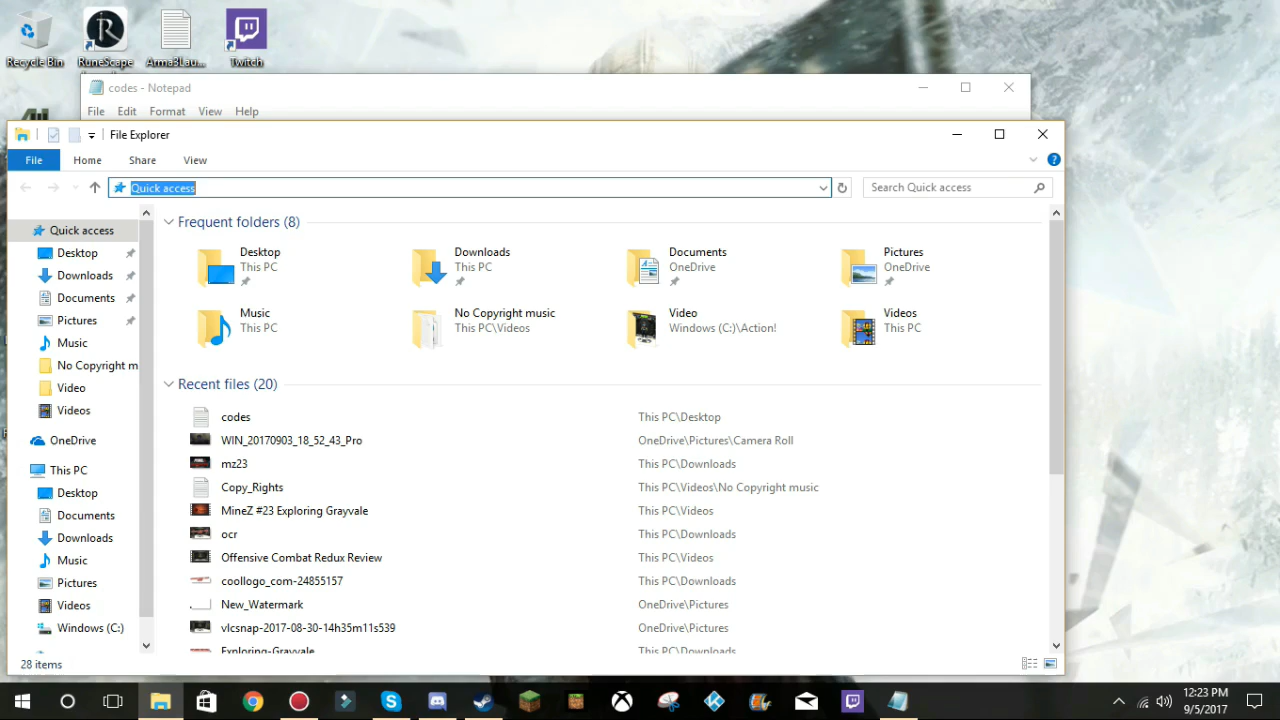 Recycle Bin
RuneScape
Arma3Lau...
Twitch
codes - Notepad
File Edit Format View Help
File Explorer
File Home Share View
Quick access
Search Quick access
Quick access
Desktop
Downloads
Documents
Pictures
Music
No Copyright m
Video
Videos
OneDrive
This PC
Desktop
Documents
Downloads
Music
Pictures
Videos
Windows (C:)
Frequent folders (8)
Desktop
This PC
Downloads
This PC
Documents
OneDrive
Pictures
OneDrive
Music
This PC
No Copyright music
This PC\Videos
Video
Windows (C:)\Action!
Videos
This PC
Recent files (20)
codes This PC\Desktop
WIN_20170903_18_52_43_Pro OneDrive\Pictures\Camera Roll
mz23 This PC\Downloads
Copy_Rights This PC\Videos\No Copyright music
MineZ #23 Exploring Grayvale This PC\Videos
ocr This PC\Downloads
Offensive Combat Redux Review This PC\Videos
coollogo_com-24855157 This PC\Downloads
New_Watermark OneDrive\Pictures
vlcsnap-2017-08-30-14h35m11s539 OneDrive\Pictures
Exploring-Grayvale This PC\Downloads
28 items
12:23 PM
9/5/2017